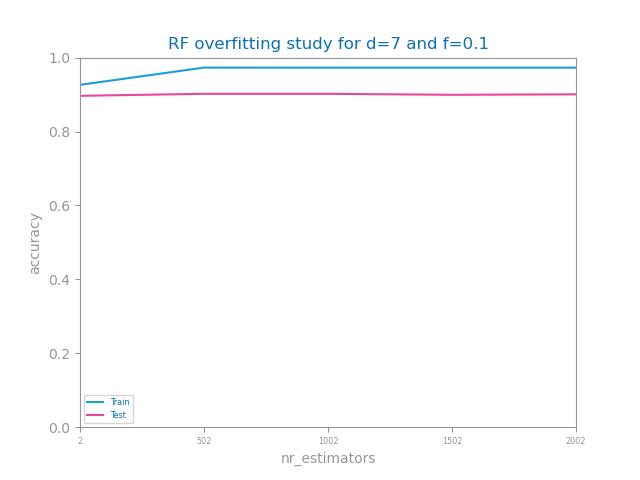 RF overfitting study for d=7 and f=0.1
1.0
0.8
0.6
0.4
0.2
0.0
accuracy
Train
Test
2 502 1002 1502 2002
nr_estimators